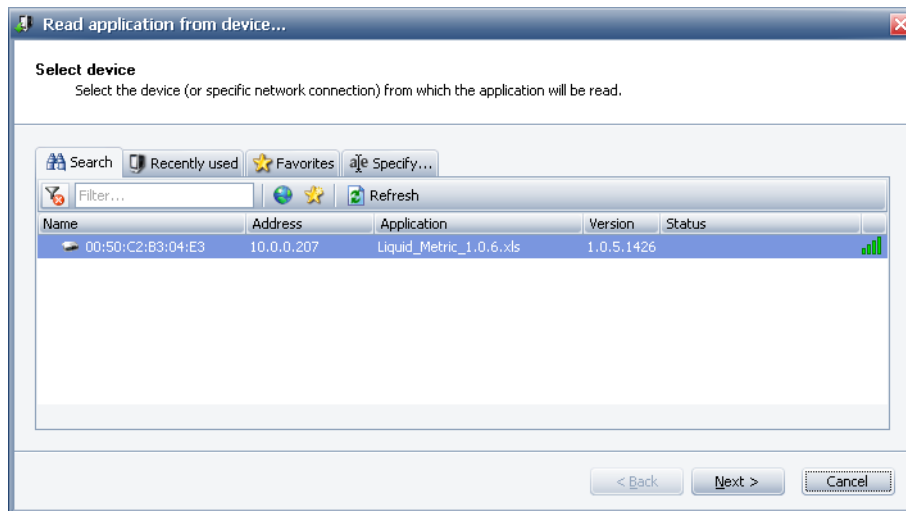 Read application from device...
Select device
Select the device (or specific network connection) from which the application will be read.
Search Recently used Favorites Specify...
Filter... Refresh
Name Address Application Version Status
00:50:C2:B3:04:E3 10.0.0.207 Liquid_Metric_1.0.6.xls 1.0.5.1426
< Back Next > Cancel